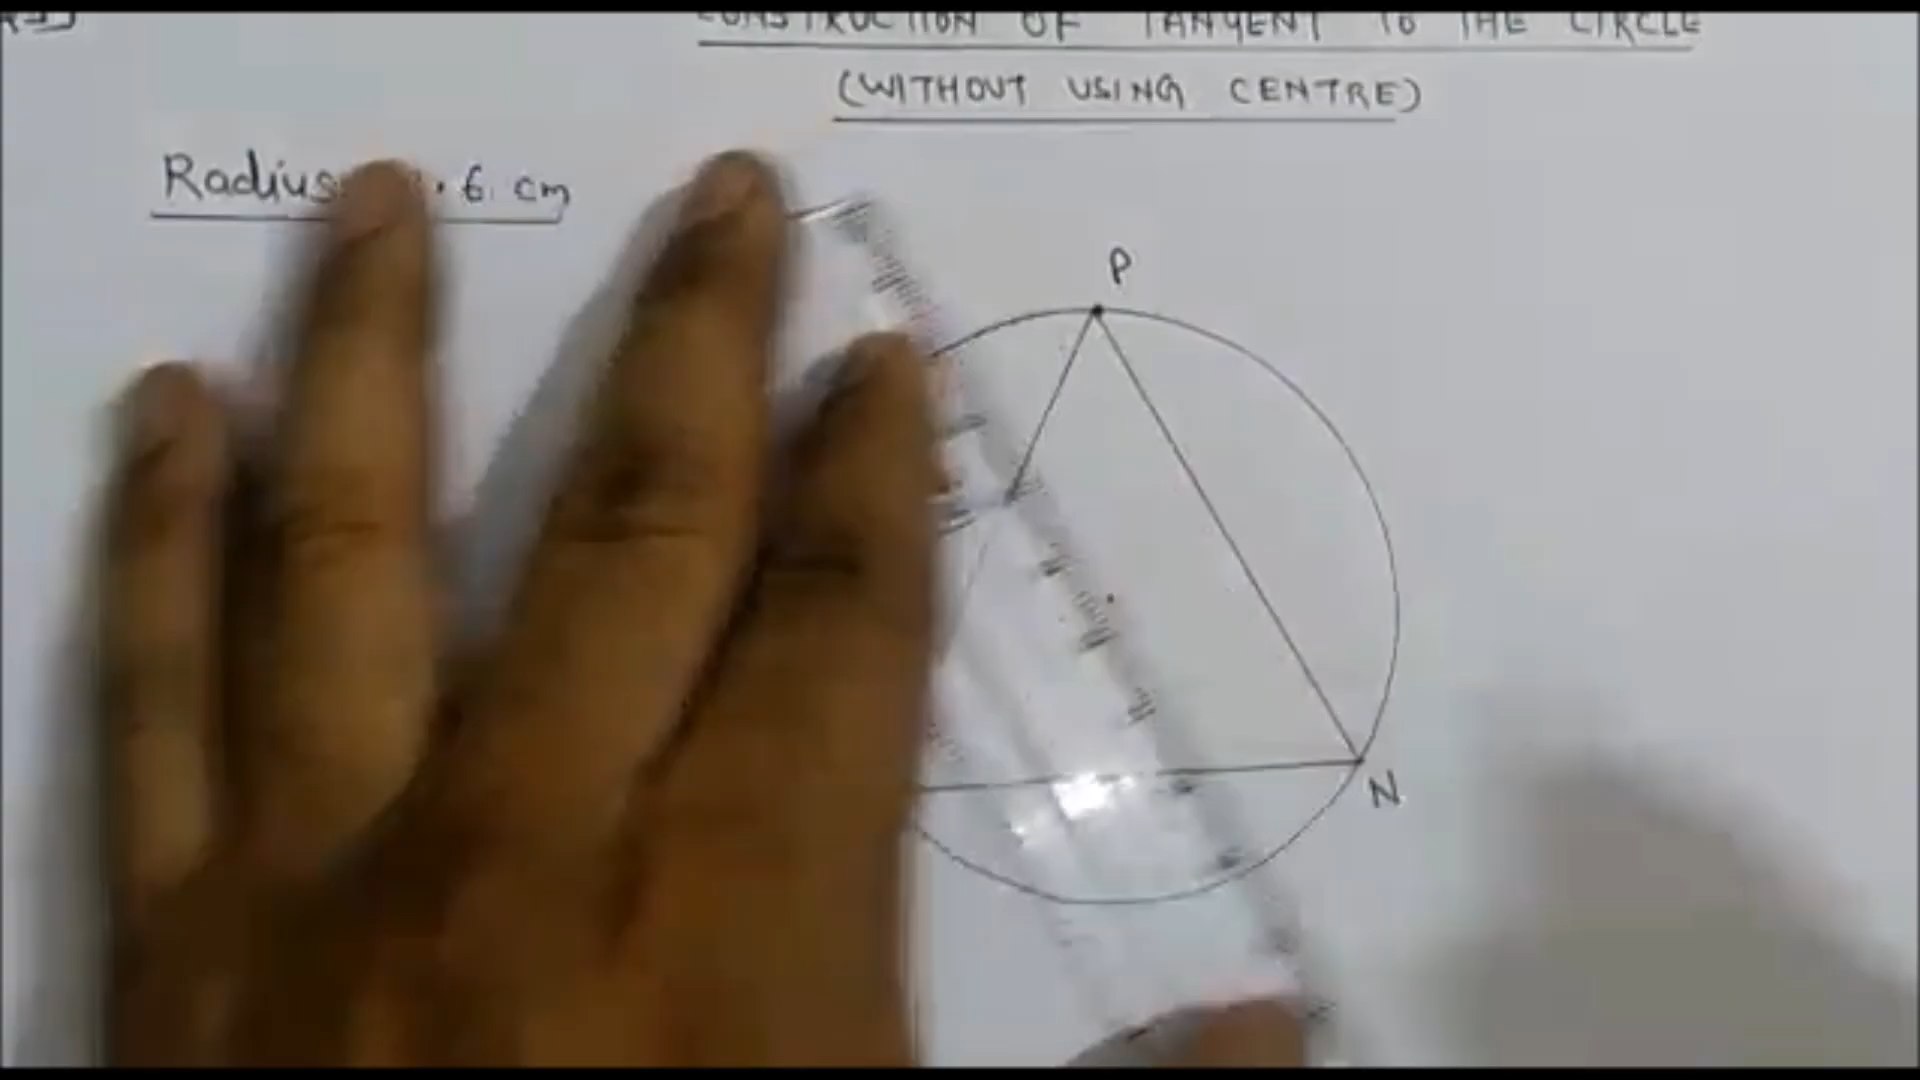 CONSTRUCTION OF TANGENT TO THE CIRCLE
(WITHOUT USING CENTRE)
Radius .6 cm
P
N